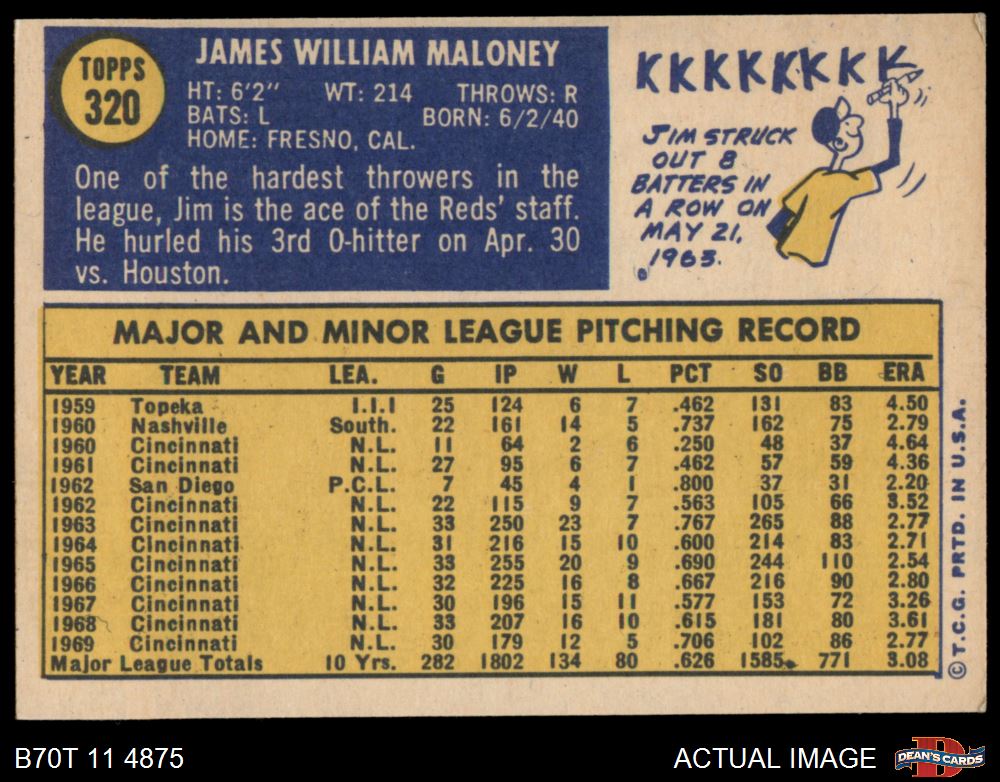 TOPPS
320
JAMES WILLIAM MALONEY
HT: 6'2" WT: 214 THROWS: R
BATS: L BORN: 6/2/40
HOME: FRESNO, CAL.
One of the hardest throwers in the
league, Jim is the ace of the Reds' staff.
He hurled his 3rd 0-hitter on Apr. 30
vs. Houston.
KKKKKKKK
JIM STRUCK
OUT 8
BATTERS IN
A ROW ON
MAY 21,
1963.
MAJOR AND MINOR LEAGUE PITCHING RECORD
YEAR TEAM LEA. G IP W L PCT SO BB ERA
1959 Topeka I.I.I 25 124 6 7 .462 131 83 4.50
1960 Nashville South. 22 161 14 5 .737 162 75 2.79
1960 Cincinnati N.L. 11 64 2 6 .250 48 37 4.64
1961 Cincinnati N.L. 27 95 6 7 .462 57 59 4.36
1962 San Diego P.C.L. 7 45 4 1 .800 37 31 2.20
1962 Cincinnati N.L. 22 115 9 7 .563 105 66 3.52
1963 Cincinnati N.L. 33 250 23 7 .767 265 88 2.77
1964 Cincinnati N.L. 31 216 15 10 .600 214 83 2.71
1965 Cincinnati N.L. 33 255 20 9 .690 244 110 2.54
1966 Cincinnati N.L. 32 225 16 8 .667 216 90 2.80
1967 Cincinnati N.L. 30 196 15 11 .577 153 72 3.26
1968 Cincinnati N.L. 33 207 16 10 .615 181 80 3.61
1969 Cincinnati N.L. 30 179 12 5 .706 102 86 2.77
Major League Totals 10 Yrs. 282 1802 134 80 .626 1585 771 3.08
© T.C.G. PRTD. IN U.S.A.
B70T 11 4875
ACTUAL IMAGE
D
DEAN'S CARDS